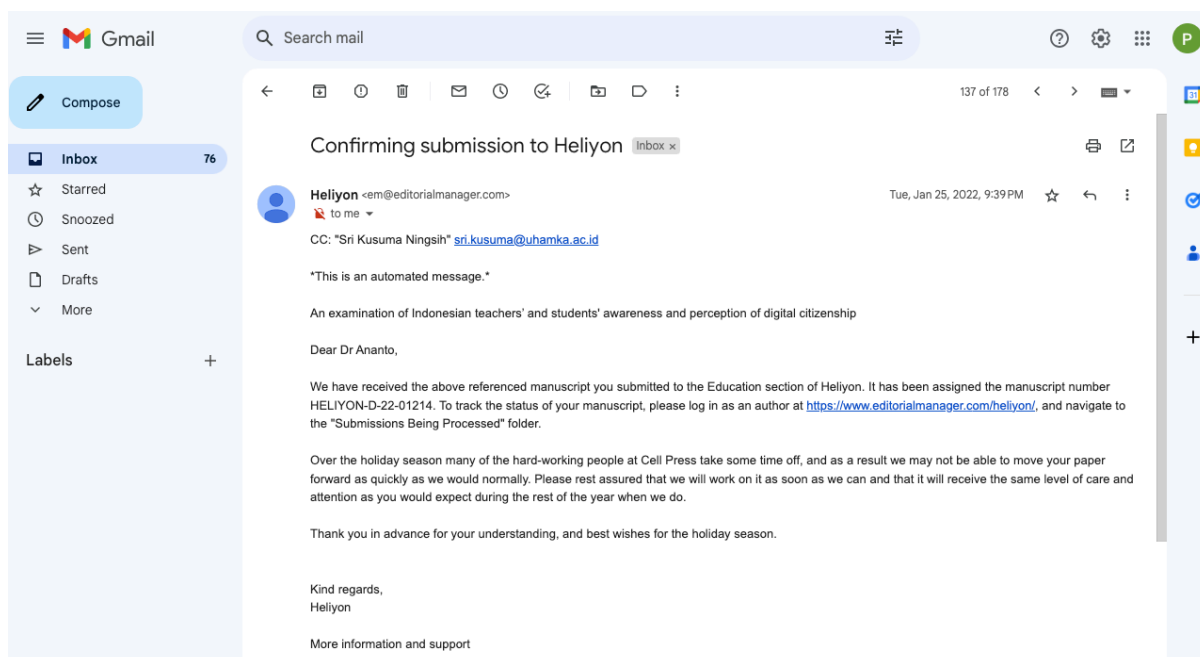 Gmail
Search mail
P
Compose
137 of 178
31
Inbox 76
Starred
Snoozed
Sent
Drafts
More
Labels
Confirming submission to Heliyon Inbox x
Heliyon <em@editorialmanager.com> Tue, Jan 25, 2022, 9:39 PM
to me
CC: "Sri Kusuma Ningsih" sri.kusuma@uhamka.ac.id
*This is an automated message.*
An examination of Indonesian teachers' and students' awareness and perception of digital citizenship
Dear Dr Ananto,
We have received the above referenced manuscript you submitted to the Education section of Heliyon. It has been assigned the manuscript number
HELIYON-D-22-01214. To track the status of your manuscript, please log in as an author at https://www.editorialmanager.com/heliyon/, and navigate to
the "Submissions Being Processed" folder.
Over the holiday season many of the hard-working people at Cell Press take some time off, and as a result we may not be able to move your paper
forward as quickly as we would normally. Please rest assured that we will work on it as soon as we can and that it will receive the same level of care and
attention as you would expect during the rest of the year when we do.
Thank you in advance for your understanding, and best wishes for the holiday season.
Kind regards,
Heliyon
More information and support